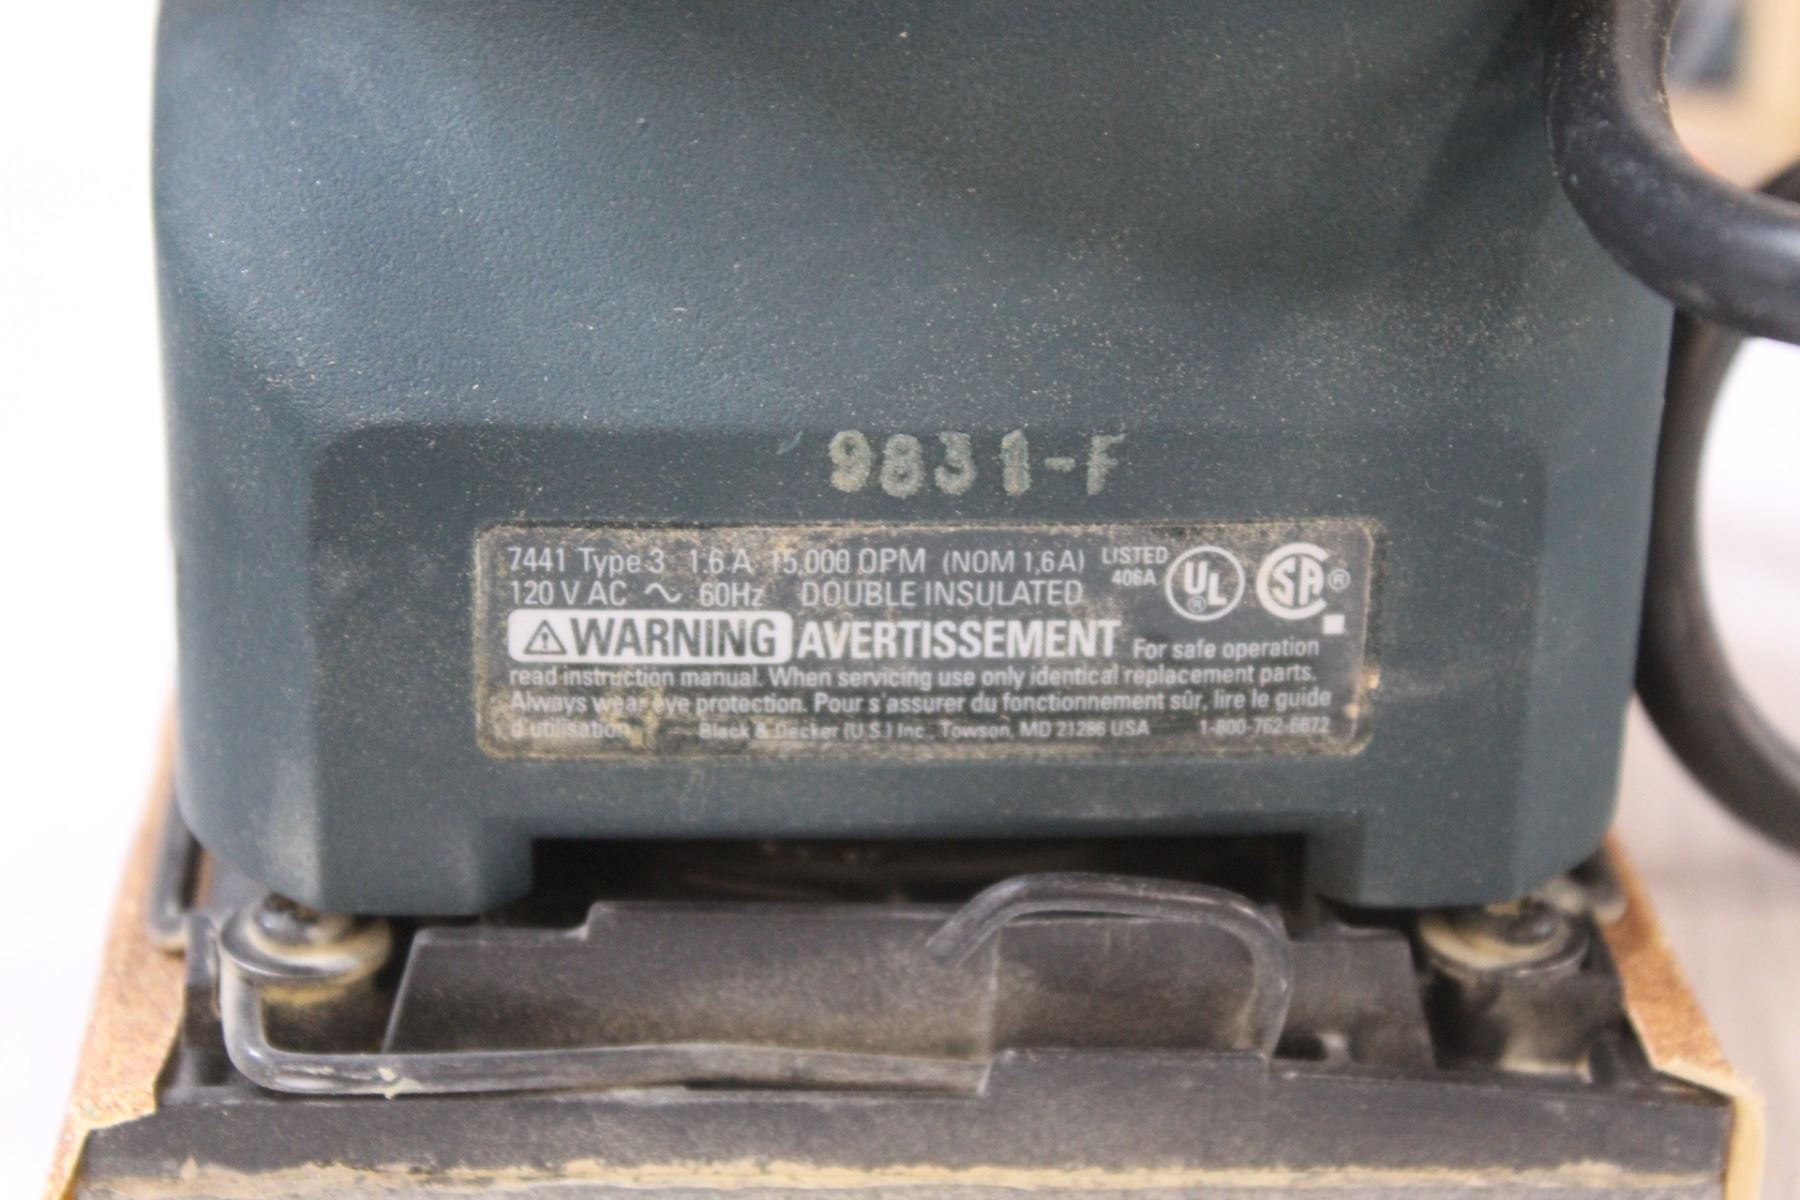 9831-F
7441 Type 3 1.6 A 15,000 OPM (NOM 1,6 A) LISTED 406A UL ® SA ®
120 V AC ∿ 60Hz DOUBLE INSULATED
⚠WARNING AVERTISSEMENT For safe operation
read instruction manual. When servicing use only identical replacement parts.
Always wear eye protection. Pour s'assurer du fonctionnement sûr, lire le guide
d'utilisation. Black & Decker (U.S.) Inc., Towson, MD 21286 USA 1-800-762-6672